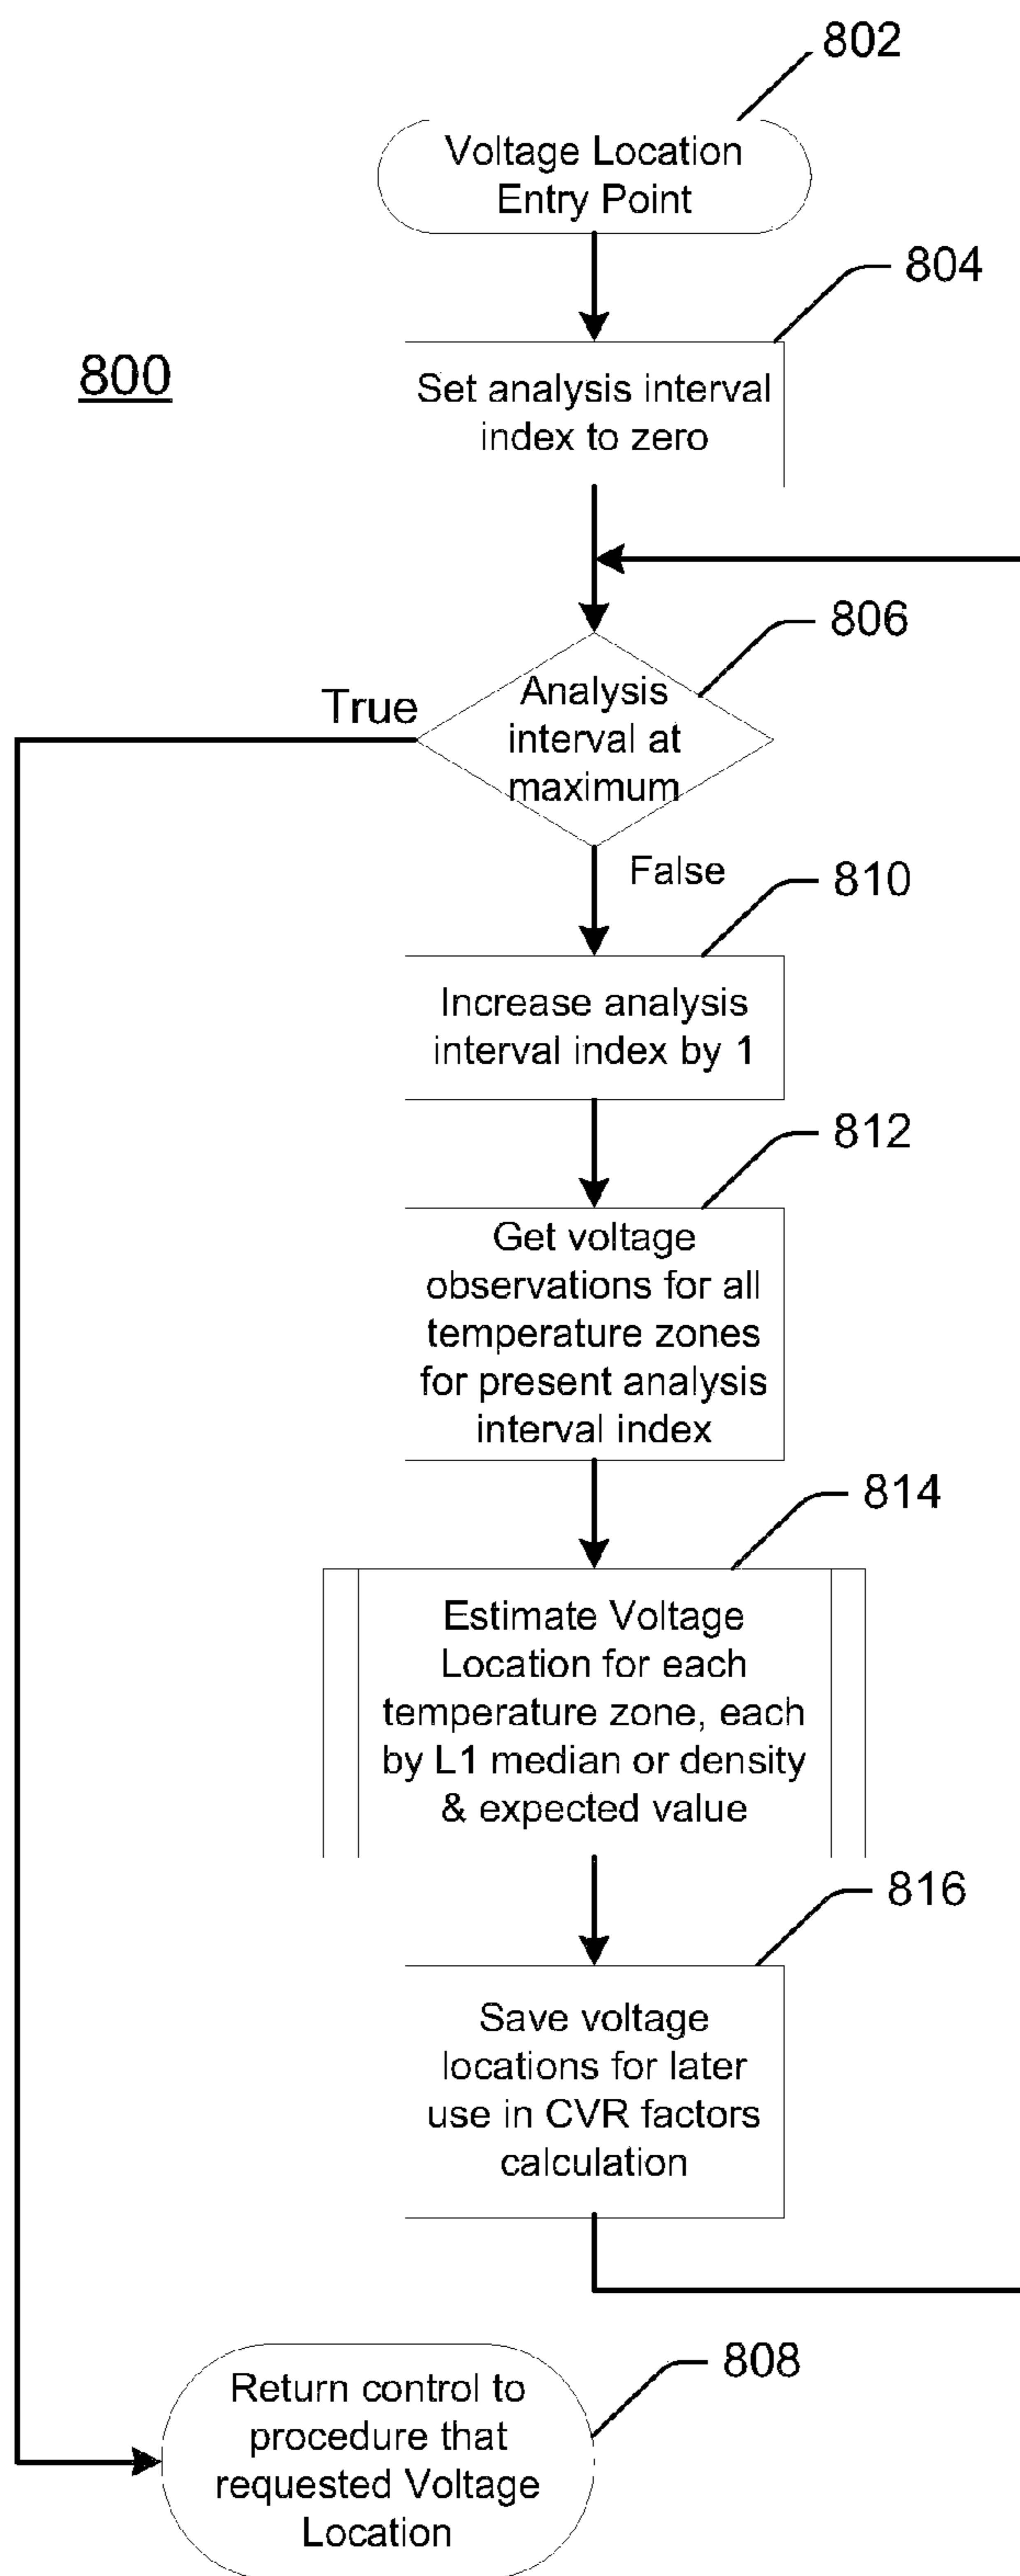 802
Voltage Location
Entry Point
804
800
Set analysis interval
index to zero
806
True
Analysis
interval at
maximum
False
810
Increase analysis
interval index by 1
812
Get voltage
observations for all
temperature zones
for present analysis
interval index
814
Estimate Voltage
Location for each
temperature zone, each
by L1 median or density
& expected value
816
Save voltage
locations for later
use in CVR factors
calculation
808
Return control to
procedure that
requested Voltage
Location